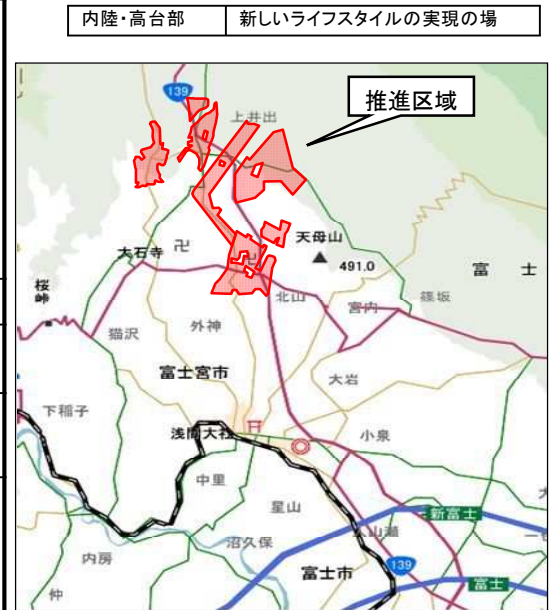 内陸・高台部 新しいライフスタイルの実現の場
推進区域
139
上井出
天母山
491.0
大石寺
卍
富士
桜峠
北山
宮内
篠坂
猫沢
外神
富士宮市
大岩
下稲子
浅間大社
小泉
中里
星山
新富士
沼久保
入山瀬
139
内房
富士市
富士
仲